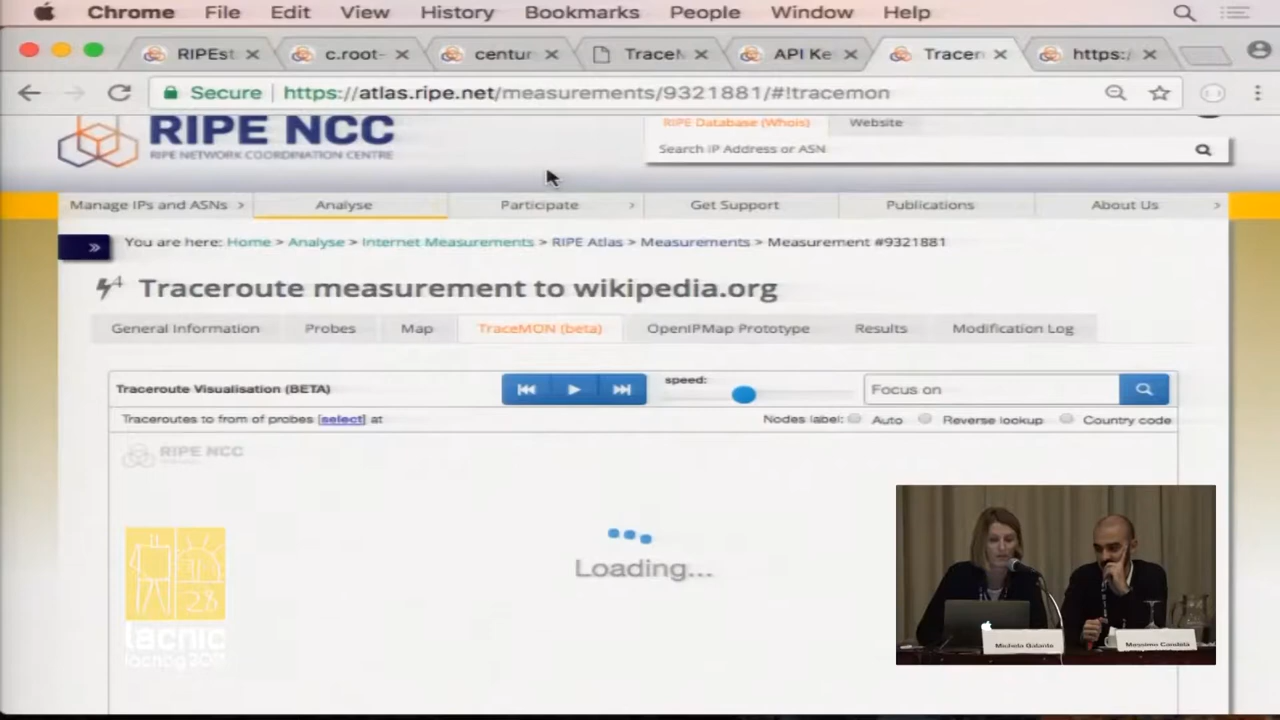 Chrome File Edit View History Bookmarks People Window Help
RIPEst c.root- centur TraceM API Ke Tracen https:/
Secure https://atlas.ripe.net/measurements/9321881/#!tracemon
RIPE NCC
RIPE NETWORK COORDINATION CENTRE
RIPE Database (Whois) Website
Search IP Address or ASN
Manage IPs and ASNs > Analyse Participate > Get Support Publications About Us >
» You are here: Home > Analyse > Internet Measurements > RIPE Atlas > Measurements > Measurement #9321881
4 Traceroute measurement to wikipedia.org
General Information Probes Map TraceMON (beta) OpenIPMap Prototype Results Modification Log
Traceroute Visualisation (BETA) speed: Focus on
Traceroutes to from of probes [select] at Nodes label: Auto Reverse lookup Country code
RIPE NCC
Loading...
28
lacnic
Michela Galante
Massimo Candela